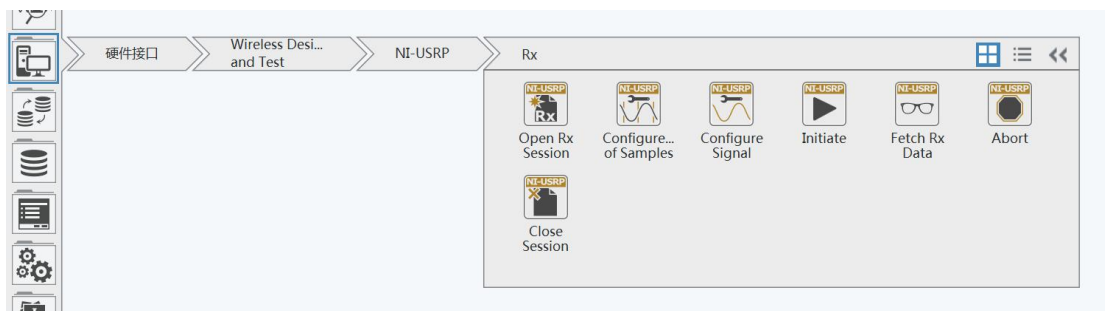 硬件接口
Wireless Desi...
and Test
NI-USRP
Rx
NI-USRP
NI-USRP
NI-USRP
NI-USRP
NI-USRP
NI-USRP
Rx
Open Rx
Session
Configure...
of Samples
Configure
Signal
Initiate
Fetch Rx
Data
Abort
NI-USRP
Close
Session